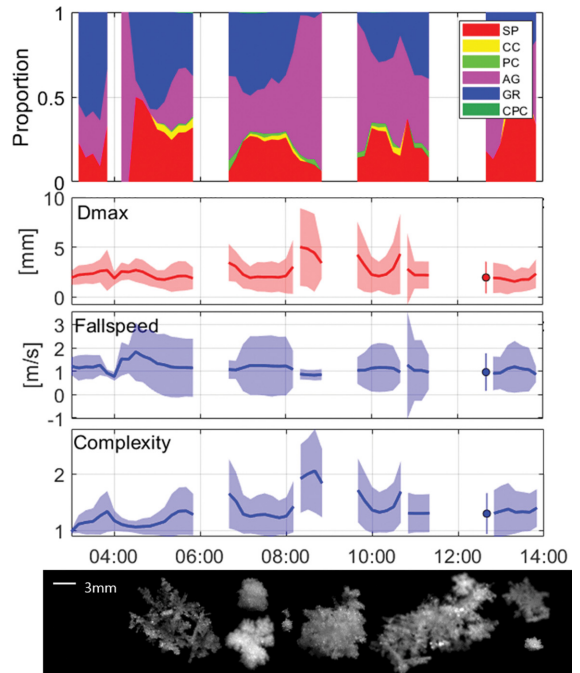 1
0.5
0
Proportion
SP
CC
PC
AG
GR
CPC
10
5
0
[mm]
Dmax
3
2
1
0
-1
[m/s]
Fallspeed
2
1
Complexity
04:00 06:00 08:00 10:00 12:00 14:00
3mm